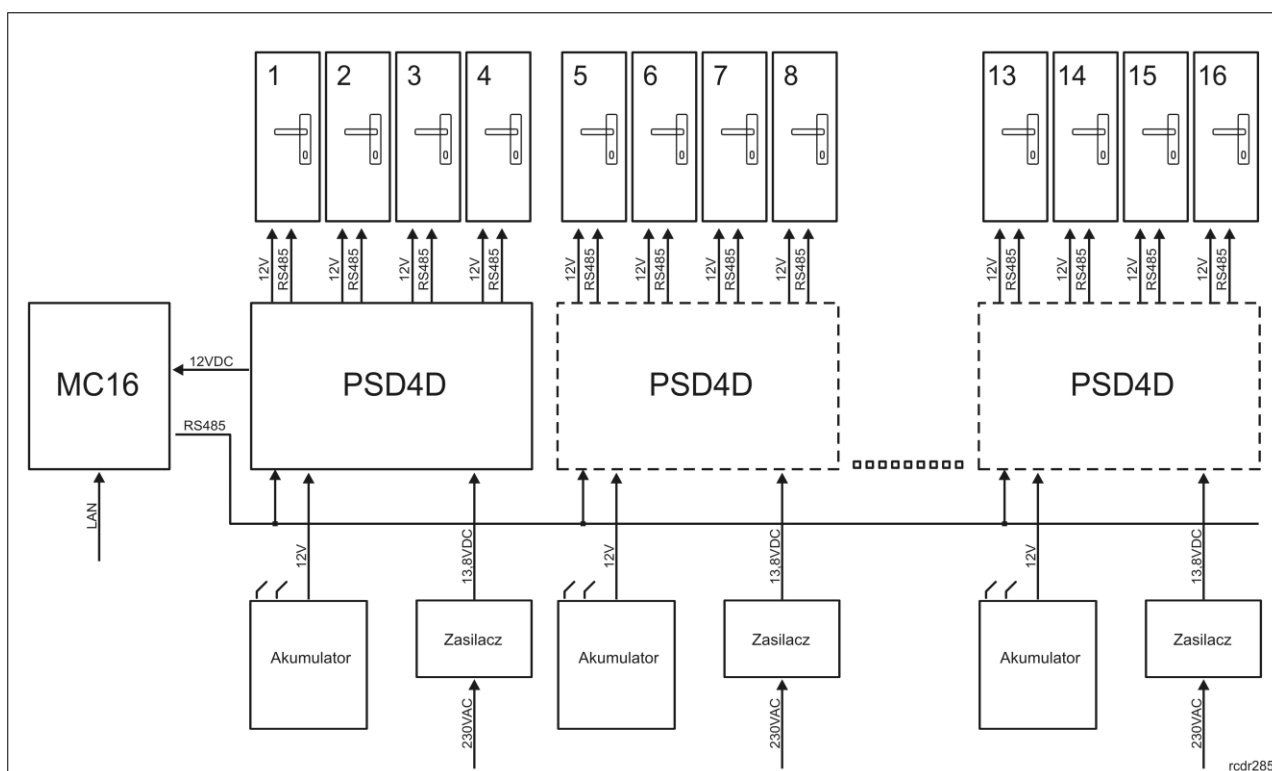 1 2 3 4 5 6 7 8 13 14 15 16
12V RS485 12V RS485 12V RS485 12V RS485 12V RS485 12V RS485 12V RS485 12V RS485 12V RS485 12V RS485 12V RS485 12V RS485
12VDC
MC16 PSD4D PSD4D PSD4D
RS485
LAN
12V 13.8VDC 12V 13.8VDC 12V 13.8VDC
Akumulator Zasilacz Akumulator Zasilacz Akumulator Zasilacz
230VAC 230VAC 230VAC
rcdr285